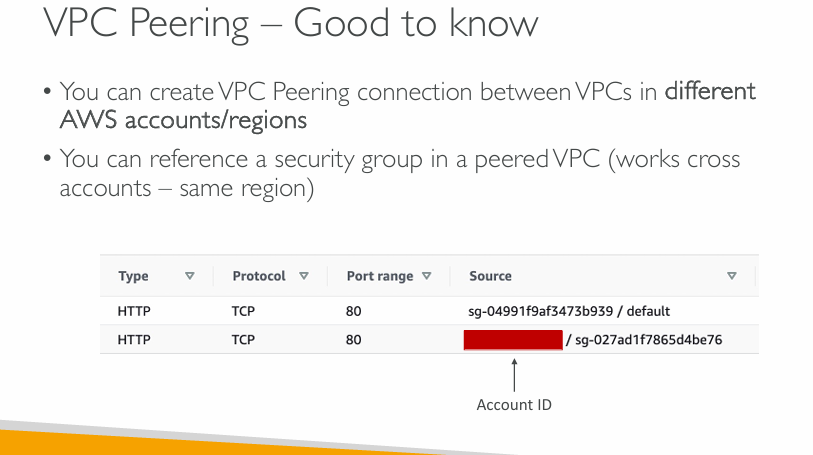 VPC Peering – Good to know
• You can create VPC Peering connection between VPCs in different
AWS accounts/regions
• You can reference a security group in a peered VPC (works cross
accounts – same region)
Type Protocol Port range Source
HTTP TCP 80 sg-04991f9af3473b939 / default
HTTP TCP 80 / sg-027ad1f7865d4be76
Account ID